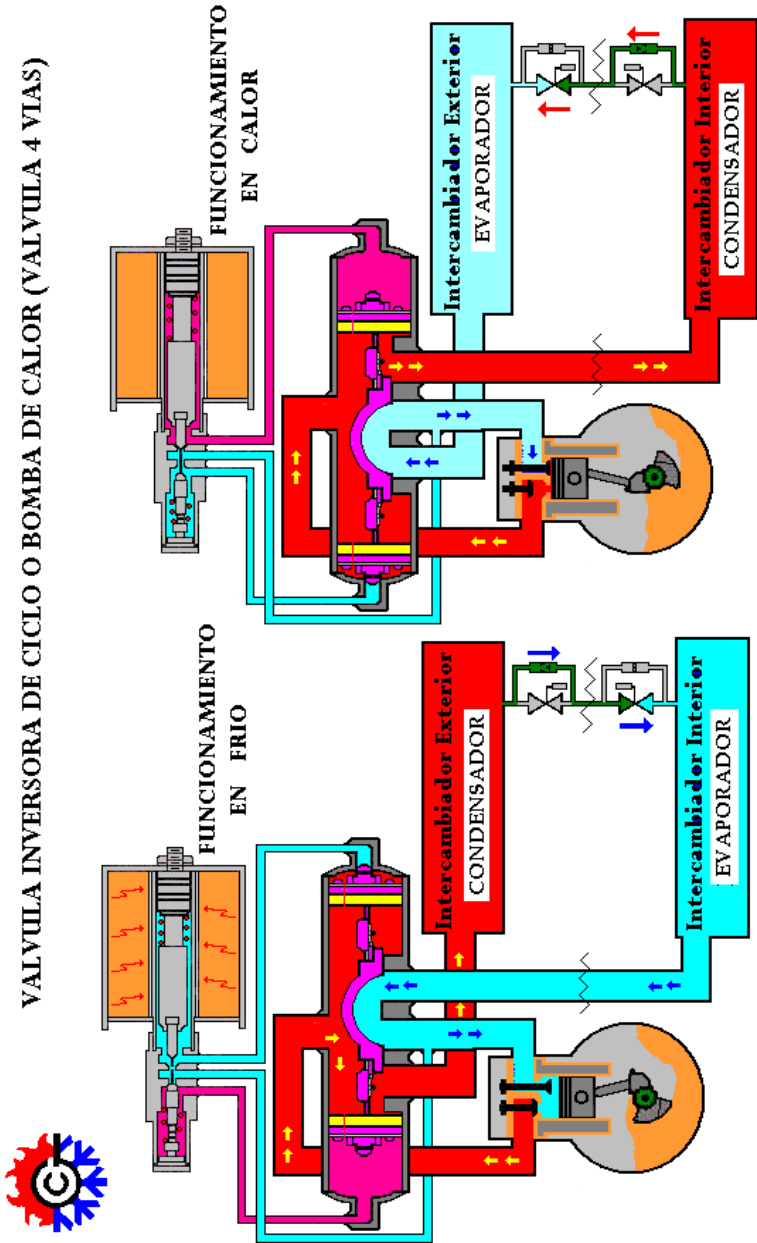 VALVULA INVERSORA DE CICLO O BOMBA DE CALOR (VALVULA 4 VIAS)
FUNCIONAMIENTO
EN FRIO
Intercambiador Exterior
CONDENSADOR
Intercambiador Interior
EVAPORADOR
FUNCIONAMIENTO
EN CALOR
Intercambiador Exterior
EVAPORADOR
Intercambiador Interior
CONDENSADOR